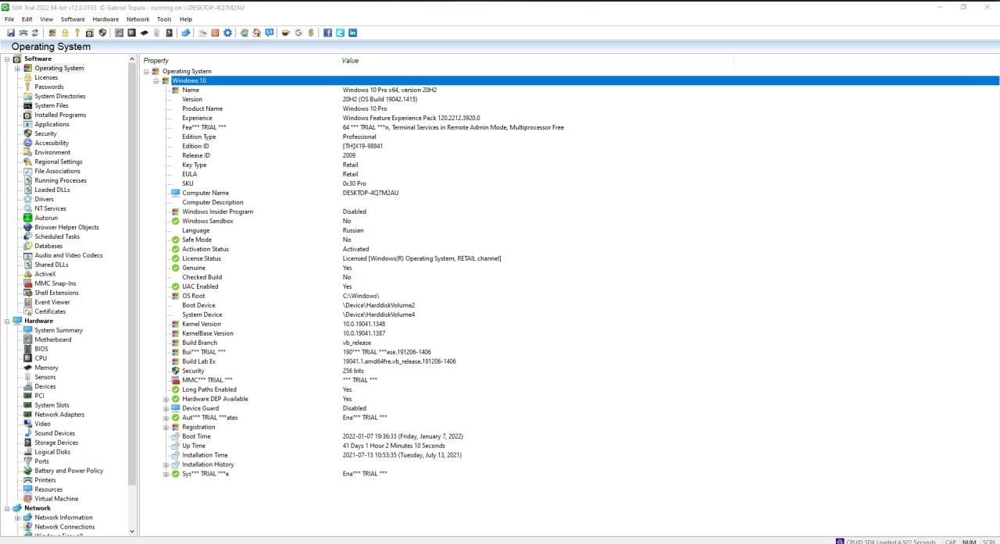 SIW Trial 2022 64-bit v12.0.0103 © Gabriel Topala - running on \\DESKTOP-4Q7M2AU
File Edit View Software Hardware Network Tools Help
Operating System
Software
Operating System
Licenses
Passwords
System Directories
System Files
Installed Programs
Applications
Security
Accessibility
Environment
Regional Settings
File Associations
Running Processes
Loaded DLLs
Drivers
NT Services
Autorun
Browser Helper Objects
Scheduled Tasks
Databases
Audio and Video Codecs
Shared DLLs
ActiveX
MMC Snap-Ins
Shell Extensions
Event Viewer
Certificates
Hardware
System Summary
Motherboard
BIOS
CPU
Memory
Sensors
Devices
PCI
System Slots
Network Adapters
Video
Sound Devices
Storage Devices
Logical Disks
Ports
Battery and Power Policy
Printers
Resources
Virtual Machine
Network
Network Information
Network Connections
Windows Firewall
Property Value
Operating System
Windows 10
Name Windows 10 Pro x64, version 20H2
Version 20H2 (OS Build 19042.1415)
Product Name Windows 10 Pro
Experience Windows Feature Experience Pack 120.2212.3920.0
Fea*** TRIAL *** 64 *** TRIAL ***n, Terminal Services in Remote Admin Mode, Multiprocessor Free
Edition Type Professional
Edition ID [TH]X19-98841
Release ID 2009
Key Type Retail
EULA Retail
SKU 0x30 Pro
Computer Name DESKTOP-4Q7M2AU
Computer Description
Windows Insider Program Disabled
Windows Sandbox No
Language Russian
Safe Mode No
Activation Status Activated
License Status Licensed [Windows(R) Operating System, RETAIL channel]
Genuine Yes
Checked Build No
UAC Enabled Yes
OS Root C:\Windows\
Boot Device \Device\HarddiskVolume2
System Device \Device\HarddiskVolume4
Kernel Version 10.0.19041.1348
KernelBase Version 10.0.19041.1387
Build Branch vb_release
Bui*** TRIAL *** 190*** TRIAL ***ase.191206-1406
Build Lab Ex 19041.1.amd64fre.vb_release.191206-1406
Security 256 bits
MMC*** TRIAL *** *** TRIAL ***
Long Paths Enabled Yes
Hardware DEP Available Yes
Device Guard Disabled
Aut*** TRIAL ***ates Ena*** TRIAL ***
Registration
Boot Time 2022-01-07 19:36:33 (Friday, January 7, 2022)
Up Time 41 Days 1 Hour 2 Minutes 10 Seconds
Installation Time 2021-07-13 10:53:35 (Tuesday, July 13, 2021)
Installation History
Sys*** TRIAL ***e Ena*** TRIAL ***
CPUID SDK Loaded 4.922 Seconds CAP NUM SCRL